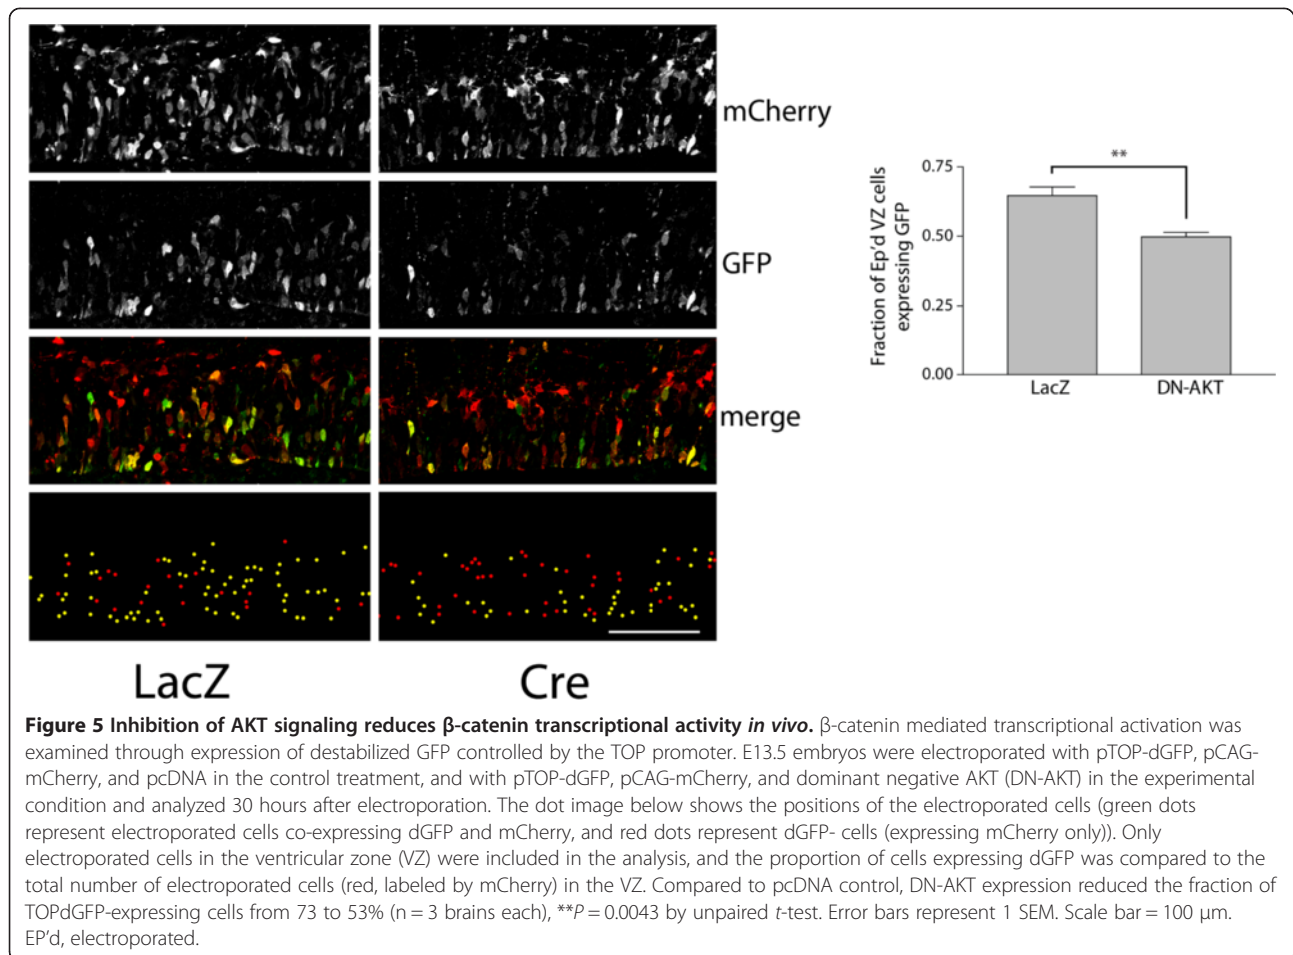 mCherry
GFP
merge
LacZ
Cre
**
Fraction of Ep'd VZ cells
expressing GFP
0.75
0.50
0.25
0.00
LacZ
DN-AKT
Figure 5 Inhibition of AKT signaling reduces β-catenin transcriptional activity in vivo. β-catenin mediated transcriptional activation was
examined through expression of destabilized GFP controlled by the TOP promoter. E13.5 embryos were electroporated with pTOP-dGFP, pCAG-
mCherry, and pcDNA in the control treatment, and with pTOP-dGFP, pCAG-mCherry, and dominant negative AKT (DN-AKT) in the experimental
condition and analyzed 30 hours after electroporation. The dot image below shows the positions of the electroporated cells (green dots
represent electroporated cells co-expressing dGFP and mCherry, and red dots represent dGFP- cells (expressing mCherry only)). Only
electroporated cells in the ventricular zone (VZ) were included in the analysis, and the proportion of cells expressing dGFP was compared to the
total number of electroporated cells (red, labeled by mCherry) in the VZ. Compared to pcDNA control, DN-AKT expression reduced the fraction of
TOPdGFP-expressing cells from 73 to 53% (n = 3 brains each), **P = 0.0043 by unpaired t-test. Error bars represent 1 SEM. Scale bar = 100 μm.
EP'd, electroporated.